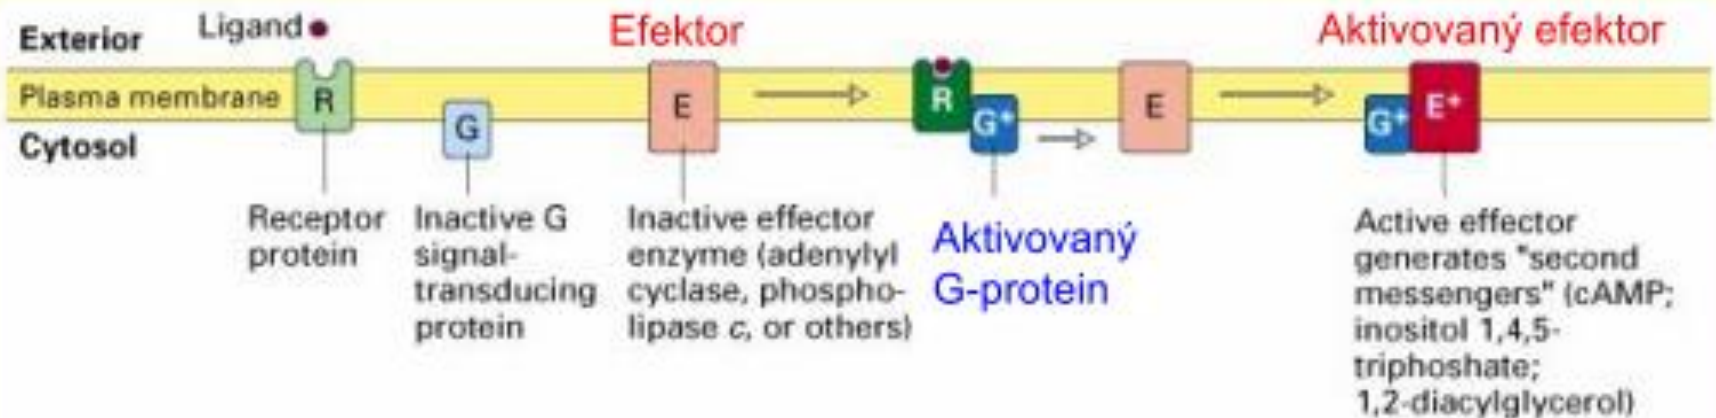 Exterior
Ligand
Efektor
Aktivovaný efektor
Plasma membrane
R
G
E
R
G+
E
G+
E+
Cytosol
Receptor
protein
Inactive G
signal-
transducing
protein
Inactive effector
enzyme (adenylyl
cyclase, phospho-
lipase c, or others)
Aktivovaný
G-protein
Active effector
generates "second
messengers" (cAMP;
inositol 1,4,5-
triphoshate;
1,2-diacylglycerol)